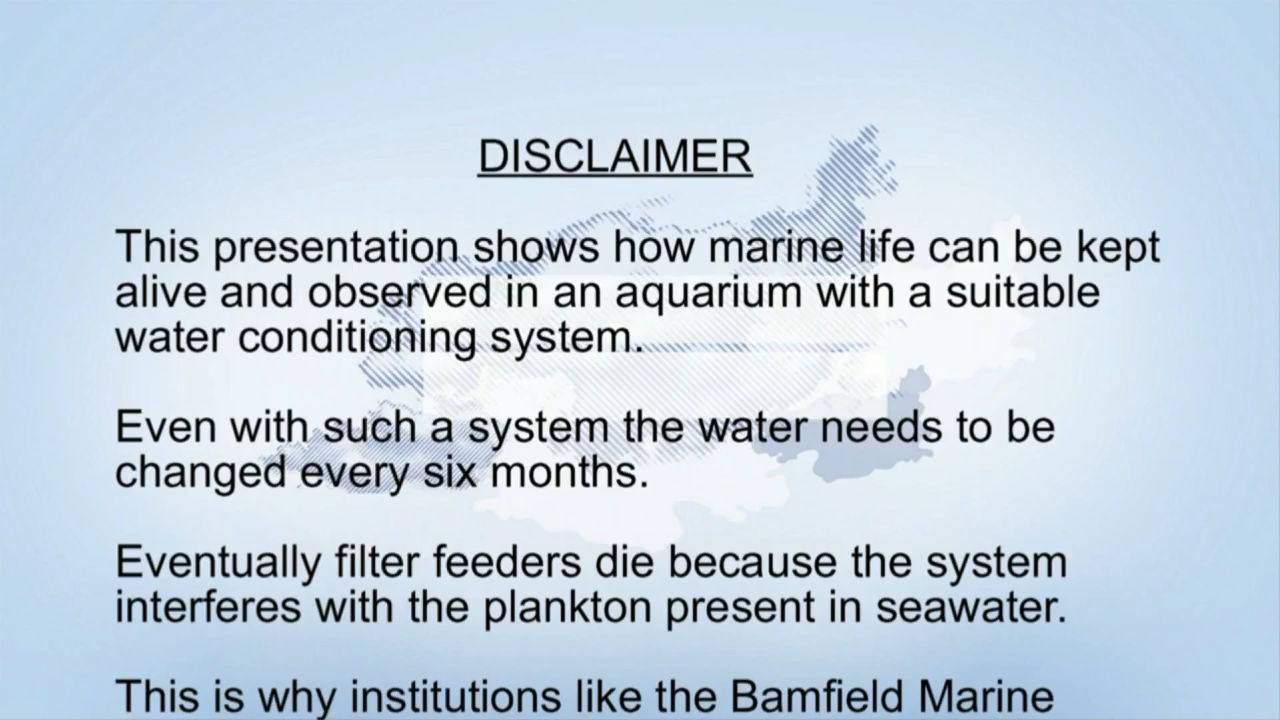 DISCLAIMER
This presentation shows how marine life can be kept
alive and observed in an aquarium with a suitable
water conditioning system.
Even with such a system the water needs to be
changed every six months.
Eventually filter feeders die because the system
interferes with the plankton present in seawater.
This is why institutions like the Bamfield Marine